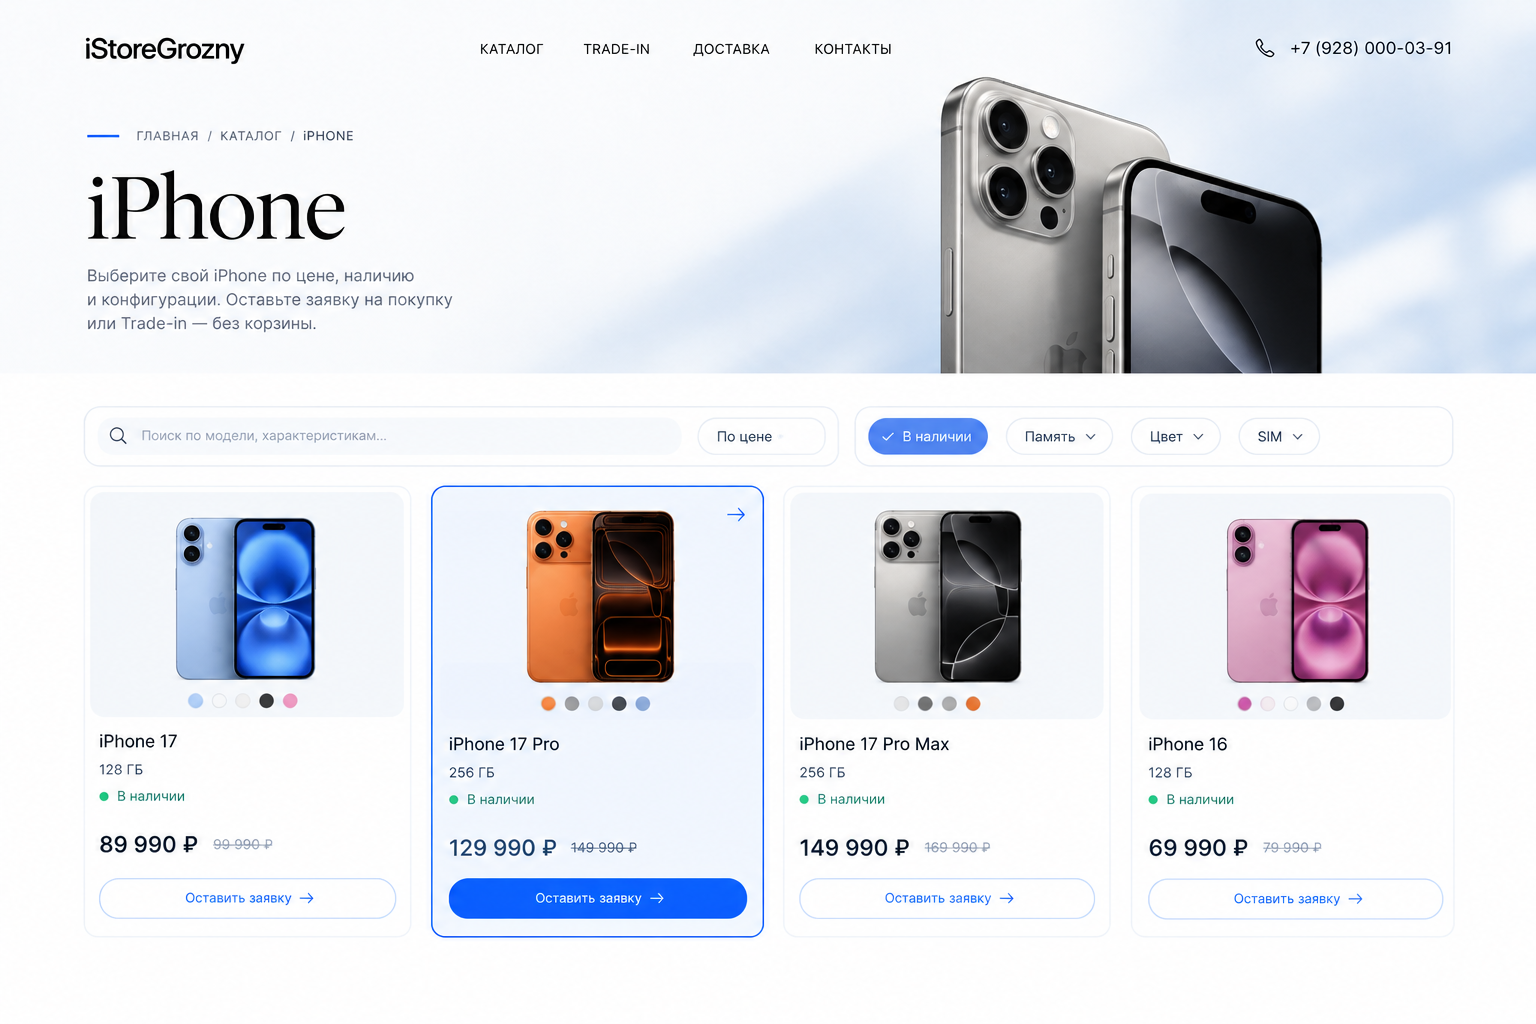 iStoreGrozny
КАТАЛОГ TRADE-IN ДОСТАВКА КОНТАКТЫ
+7 (928) 000-03-91
ГЛАВНАЯ / КАТАЛОГ / iPHONE
iPhone
Выберите свой iPhone по цене, наличию
и конфигурации. Оставьте заявку на покупку
или Trade-in — без корзины.
Поиск по модели, характеристикам...
По цене
В наличии
Память
Цвет
SIM
iPhone 17
128 ГБ
В наличии
89 990 ₽ 99 990 ₽
Оставить заявку →
iPhone 17 Pro
256 ГБ
В наличии
129 990 ₽ 149 990 ₽
Оставить заявку →
iPhone 17 Pro Max
256 ГБ
В наличии
149 990 ₽ 169 990 ₽
Оставить заявку →
iPhone 16
128 ГБ
В наличии
69 990 ₽ 79 990 ₽
Оставить заявку →